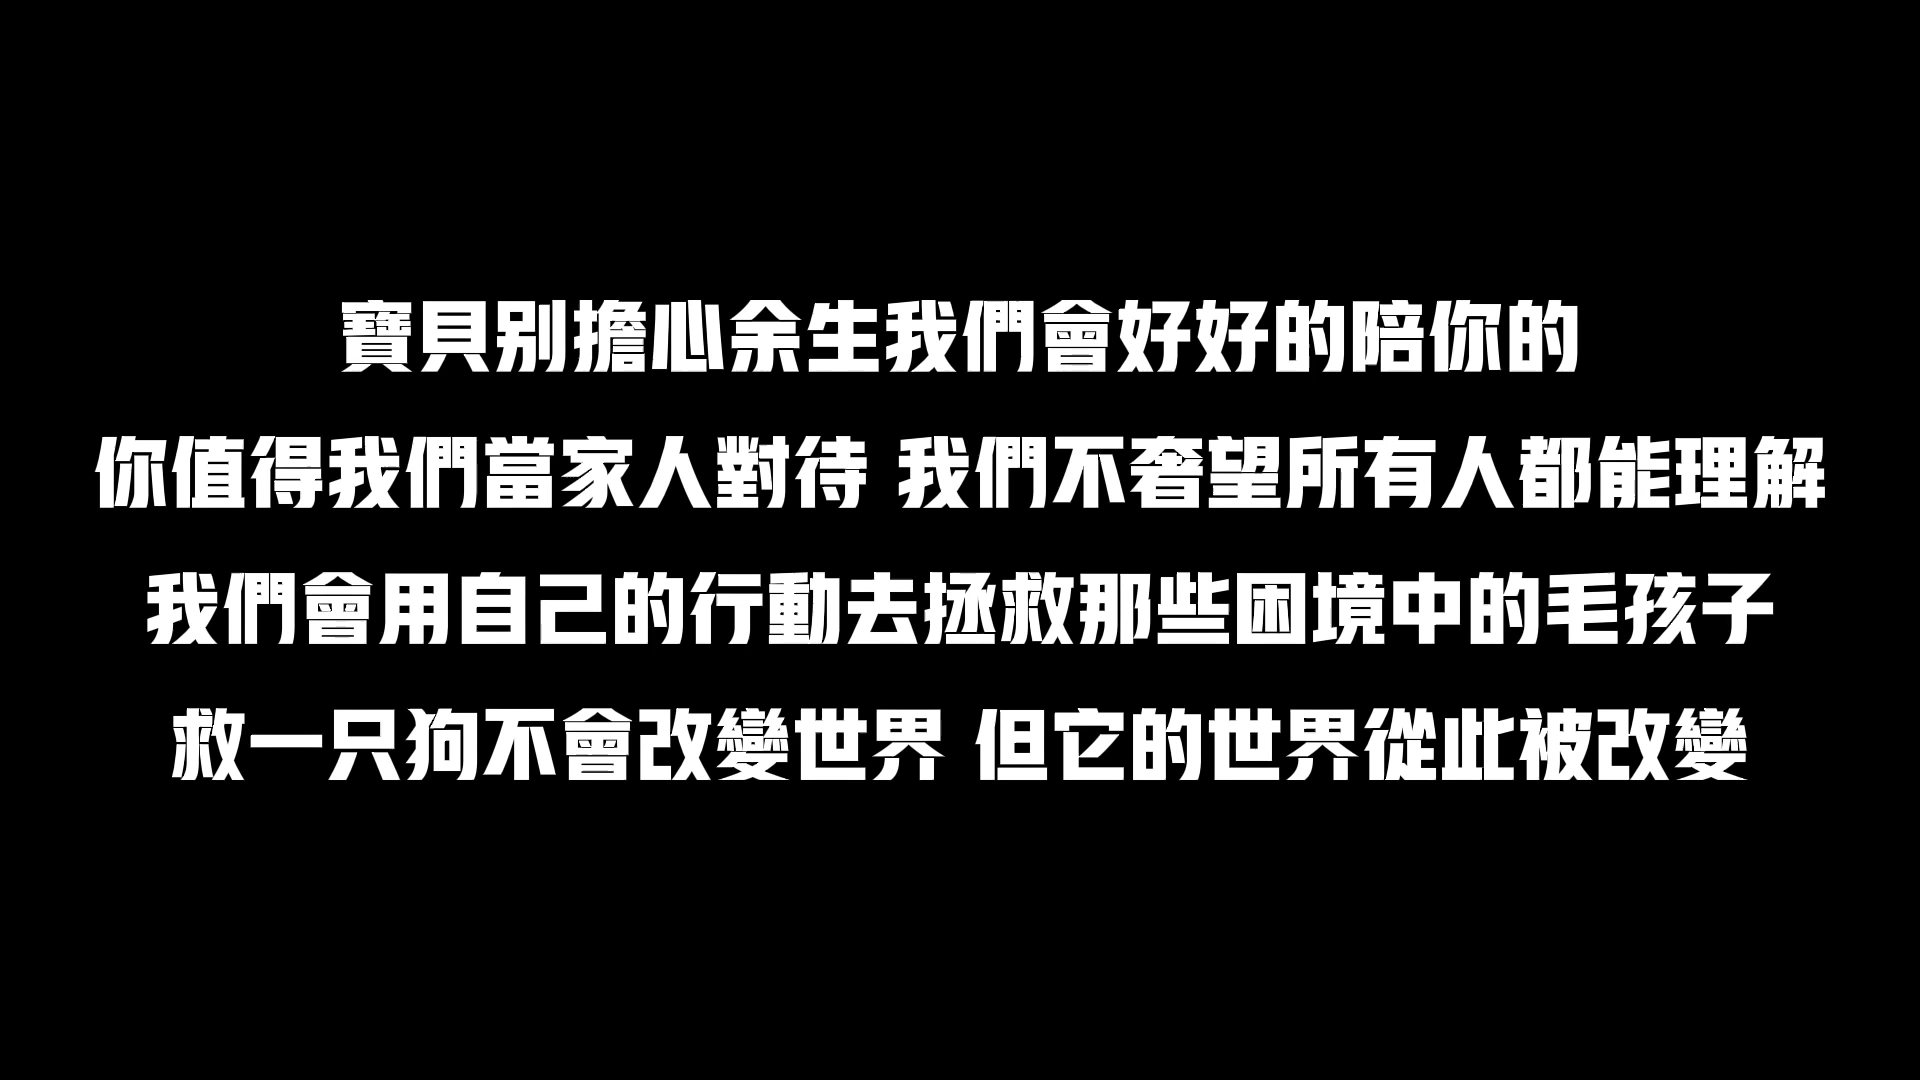 寶貝别擔心余生我們會好好的陪你的
你值得我們當家人對待 我們不奢望所有人都能理解
我們會用自己的行動去拯救那些困境中的毛孩子
救一只狗不會改變世界 但它的世界從此被改變